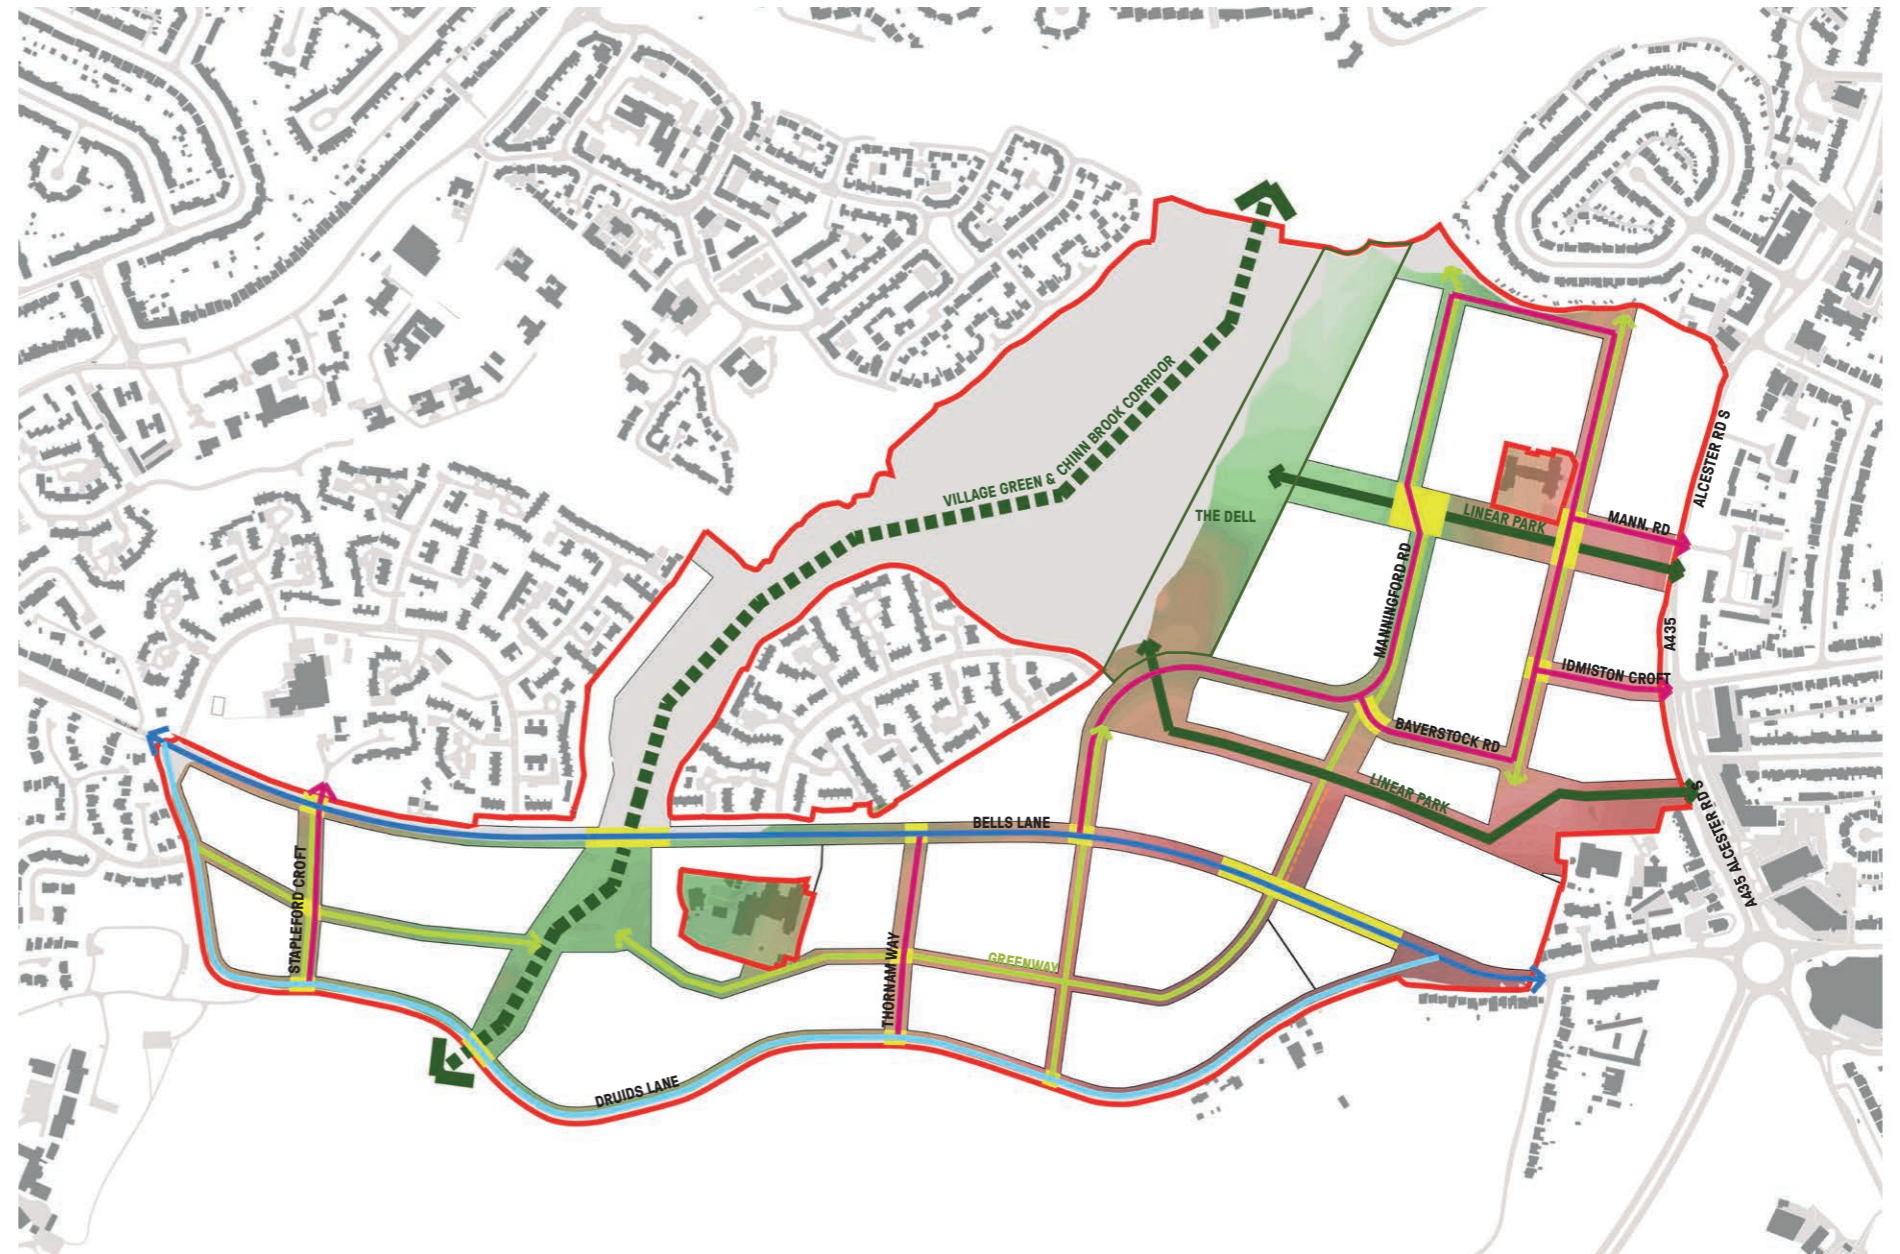 VILLAGE GREEN & CHINN BROOK CORRIDOR
ALCESTER RD S
THE DELL
LINEAR PARK
MANN. RD
MANNINGFORD RD
A435
IDMISTON CROFT
BAVERSTOCK RD
LINEAR PARK
BELLS LANE
A435 ALCESTER RD S
STAPLEFORD CROFT
THORNAM WAY
GREENWAY
DRUIDS LANE